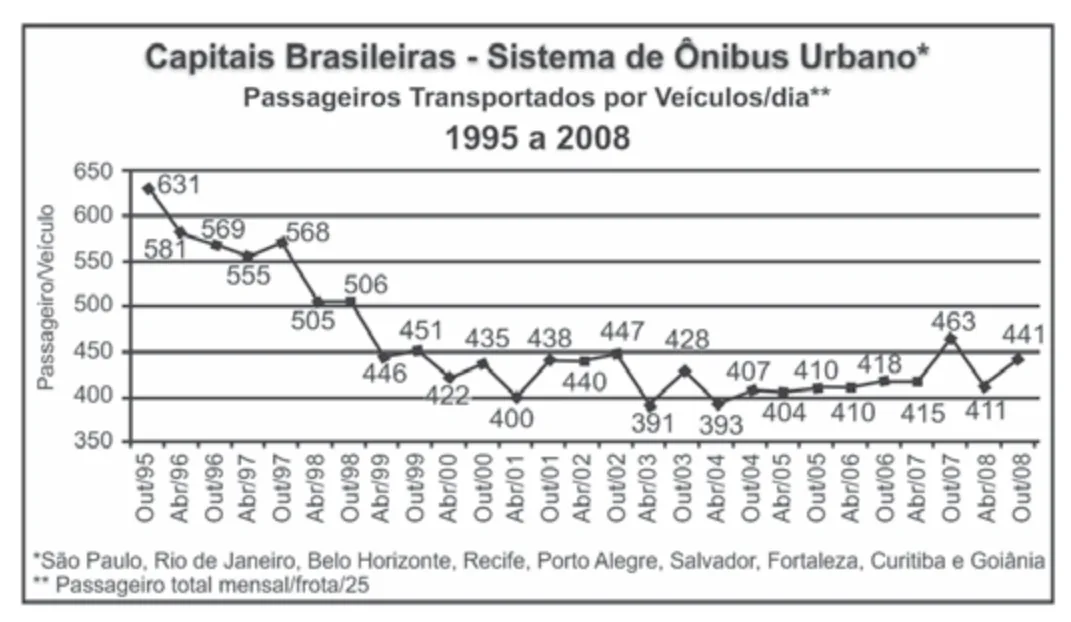 Capitais Brasileiras - Sistema de Ônibus Urbano*
Passageiros Transportados por Veículos/dia**
1995 a 2008
Passageiro/Veículo
650
600
550
500
450
400
350
631
581
569
555
568
505
506
446
451
422
435
400
438
440
447
391
428
393
407
404
410
410
418
415
463
411
441
Out/95
Abr/96
Out/96
Abr/97
Out/97
Abr/98
Out/98
Abr/99
Out/99
Abr/00
Out/00
Abr/01
Out/01
Abr/02
Out/02
Abr/03
Out/03
Abr/04
Out/04
Abr/05
Out/05
Abr/06
Out/06
Abr/07
Out/07
Abr/08
Out/08
*São Paulo, Rio de Janeiro, Belo Horizonte, Recife, Porto Alegre, Salvador, Fortaleza, Curitiba e Goiânia
** Passageiro total mensal/frota/25